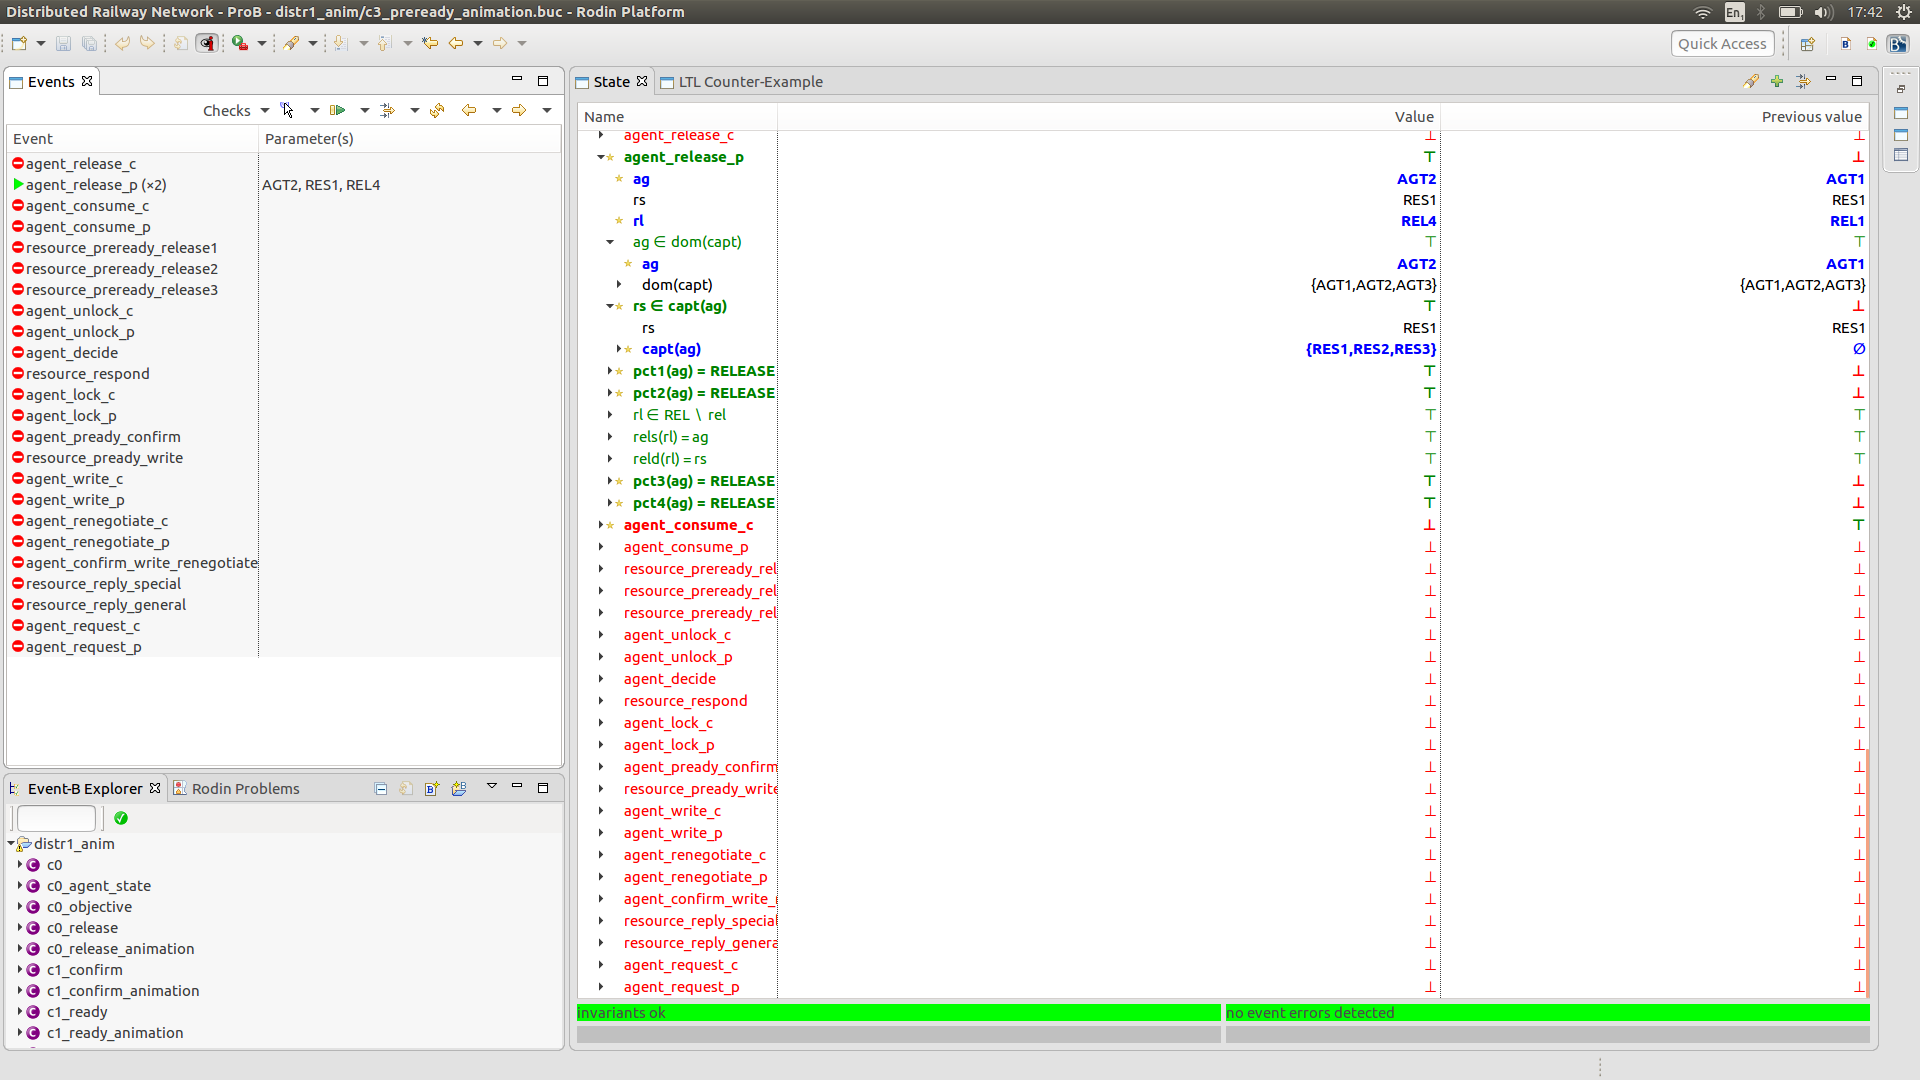 Distributed Railway Network - ProB - distr1_anim/c3_preready_animation.buc - Rodin Platform
En1
17:42
Quick Access
B
Events
Checks
Event Parameter(s)
agent_release_c
agent_release_p (×2) AGT2, RES1, REL4
agent_consume_c
agent_consume_p
resource_preready_release1
resource_preready_release2
resource_preready_release3
agent_unlock_c
agent_unlock_p
agent_decide
resource_respond
agent_lock_c
agent_lock_p
agent_pready_confirm
resource_pready_write
agent_write_c
agent_write_p
agent_renegotiate_c
agent_renegotiate_p
agent_confirm_write_renegotiate
resource_reply_special
resource_reply_general
agent_request_c
agent_request_p
Event-B Explorer Rodin Problems
distr1_anim
c0
c0_agent_state
c0_objective
c0_release
c0_release_animation
c1_confirm
c1_confirm_animation
c1_ready
c1_ready_animation
State LTL Counter-Example
Name Value Previous value
agent_release_c ⊥ ⊥
agent_release_p ⊤ ⊥
ag AGT2 AGT1
rs RES1 RES1
rl REL4 REL1
ag ∈ dom(capt) ⊤ ⊤
ag AGT2 AGT1
dom(capt) {AGT1,AGT2,AGT3} {AGT1,AGT2,AGT3}
rs ∈ capt(ag) ⊤ ⊥
rs RES1 RES1
capt(ag) {RES1,RES2,RES3} ∅
pct1(ag) = RELEASE ⊤ ⊥
pct2(ag) = RELEASE ⊤ ⊥
rl ∈ REL \ rel ⊤ ⊤
rels(rl) = ag ⊤ ⊤
reld(rl) = rs ⊤ ⊤
pct3(ag) = RELEASE ⊤ ⊥
pct4(ag) = RELEASE ⊤ ⊥
agent_consume_c ⊥ ⊤
agent_consume_p ⊥ ⊥
resource_preready_rel ⊥ ⊥
resource_preready_rel ⊥ ⊥
resource_preready_rel ⊥ ⊥
agent_unlock_c ⊥ ⊥
agent_unlock_p ⊥ ⊥
agent_decide ⊥ ⊥
resource_respond ⊥ ⊥
agent_lock_c ⊥ ⊥
agent_lock_p ⊥ ⊥
agent_pready_confirm ⊥ ⊥
resource_pready_write ⊥ ⊥
agent_write_c ⊥ ⊥
agent_write_p ⊥ ⊥
agent_renegotiate_c ⊥ ⊥
agent_renegotiate_p ⊥ ⊥
agent_confirm_write_r ⊥ ⊥
resource_reply_special ⊥ ⊥
resource_reply_genera ⊥ ⊥
agent_request_c ⊥ ⊥
agent_request_p ⊥ ⊥
invariants ok no event errors detected